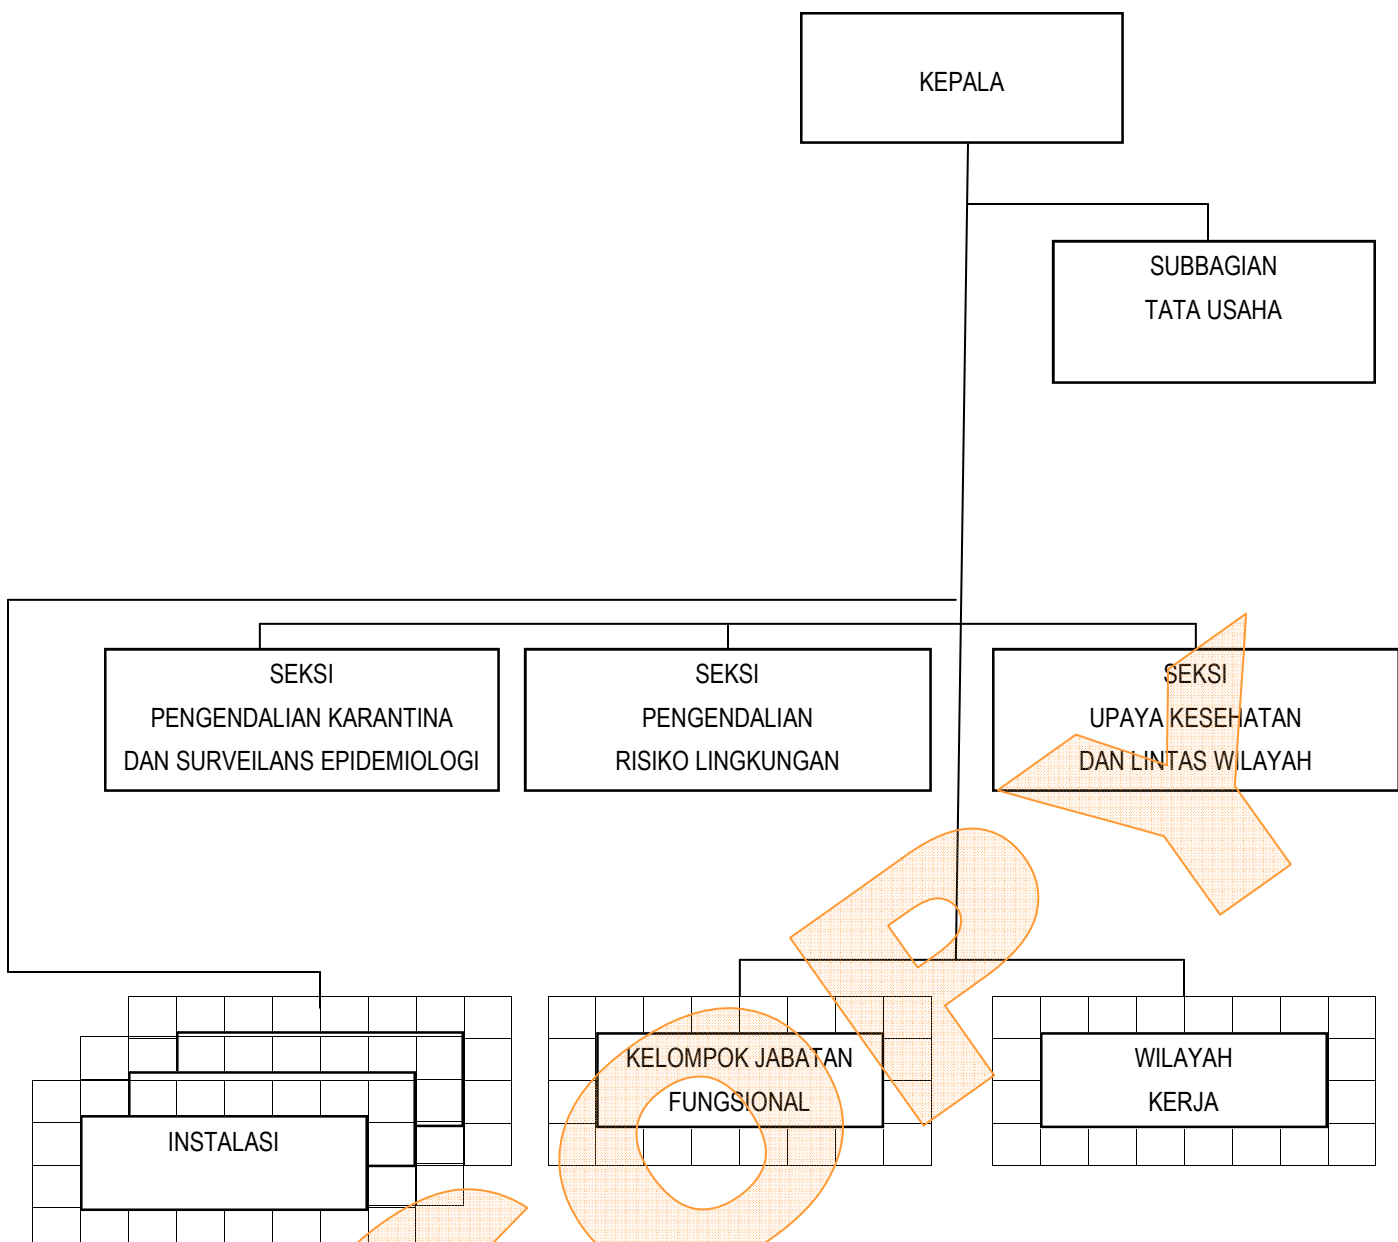 KEPALA
SUBBAGIAN
TATA USAHA
SEKSI
PENGENDALIAN KARANTINA
DAN SURVEILANS EPIDEMIOLOGI
SEKSI
PENGENDALIAN
RISIKO LINGKUNGAN
SEKSI
UPAYA KESEHATAN
DAN LINTAS WILAYAH
INSTALASI
KELOMPOK JABATAN
FUNGSIONAL
WILAYAH
KERJA
OPY